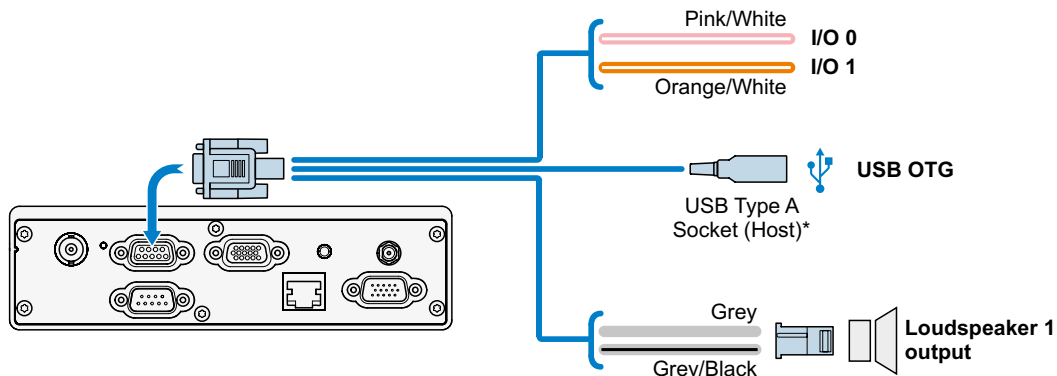 Pink/White
I/O 0
I/O 1
Orange/White
USB OTG
USB Type A
Socket (Host)*
Grey
Loudspeaker 1
output
Grey/Black